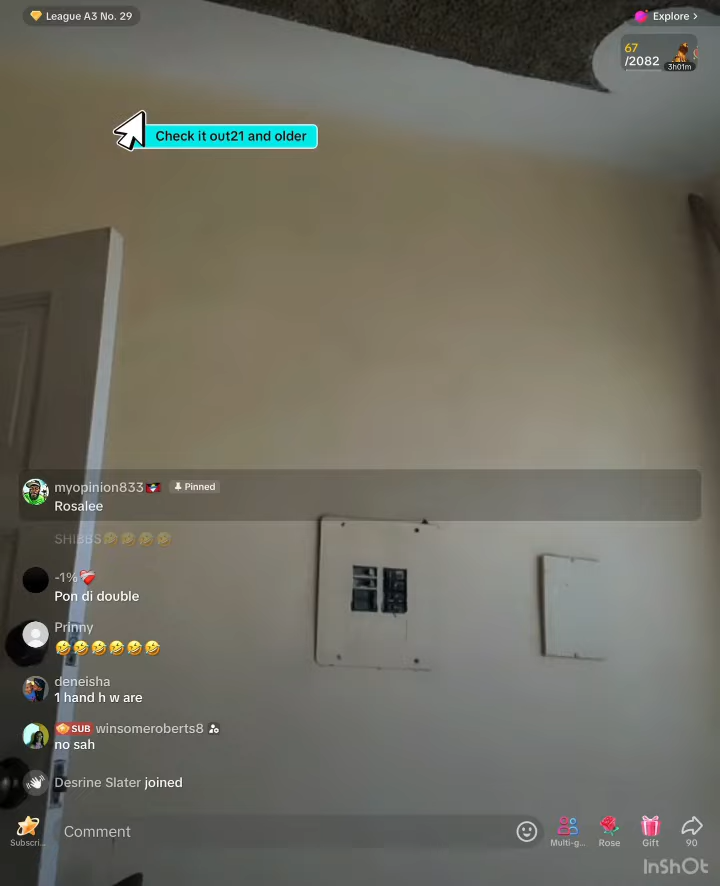 League A3 No. 29
Explore >
67
/2082
3h01m
Check it out21 and older
myopinion833🇦🇬 Pinned
Rosalee
SHIBBS🤣🤣🤣🤣
-1%❤️‍🩹
Pon di double
Prinny
🤣🤣🤣🤣🤣🤣
deneisha
1 hand h w are
SUB winsomeroberts8
no sah
Desrine Slater joined
Comment
Subscri...
Multi-g...
Rose
Gift
90
InShOt